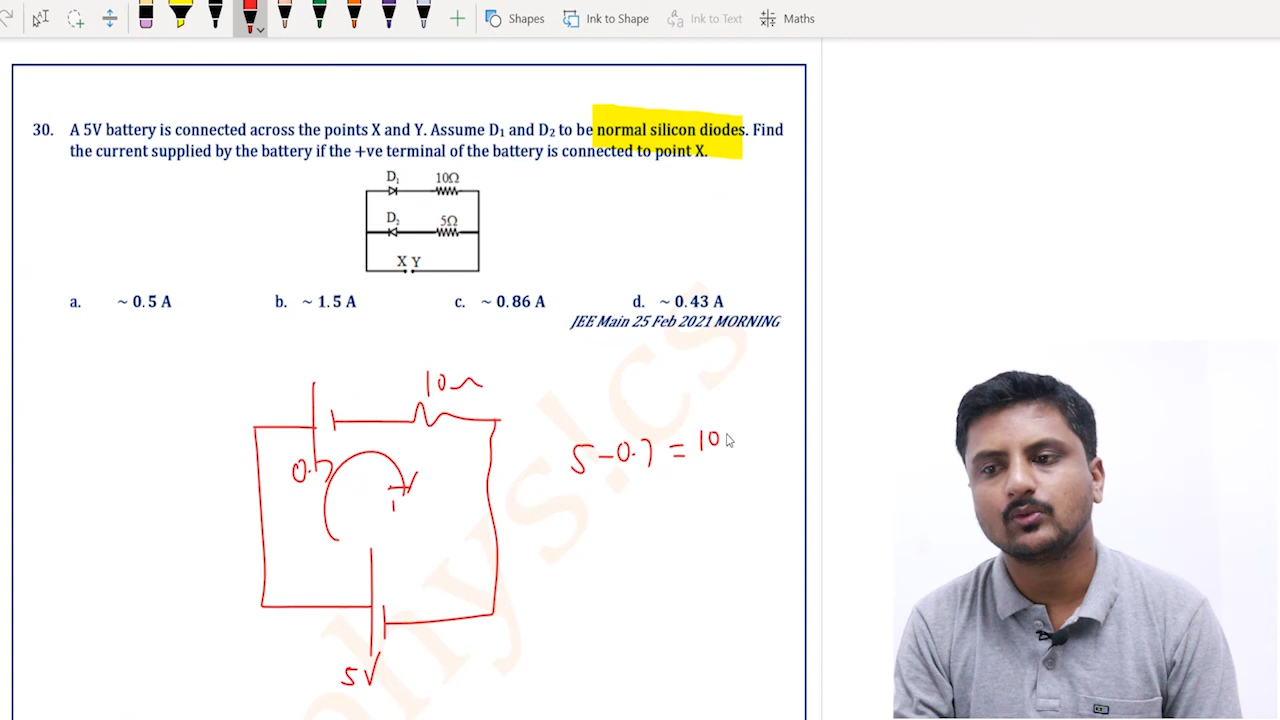 Shapes Ink to Shape Ink to Text Maths
30. A 5V battery is connected across the points X and Y. Assume D₁ and D₂ to be normal silicon diodes. Find
the current supplied by the battery if the +ve terminal of the battery is connected to point X.
D₁ 10Ω
D₂ 5Ω
X Y
a. ~ 0.5 A b. ~ 1.5 A c. ~ 0.86 A d. ~ 0.43 A
JEE Main 25 Feb 2021 MORNING
10Ω
5 - 0.7 = 10
0.7
5V